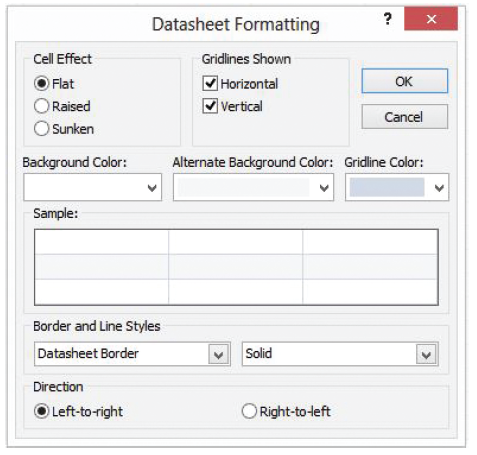 Datasheet Formatting
?
×
Cell Effect
Flat
Raised
Sunken
Gridlines Shown
Horizontal
Vertical
OK
Cancel
Background Color: Alternate Background Color: Gridline Color:
Sample:
Border and Line Styles
Datasheet Border Solid
Direction
Left-to-right Right-to-left